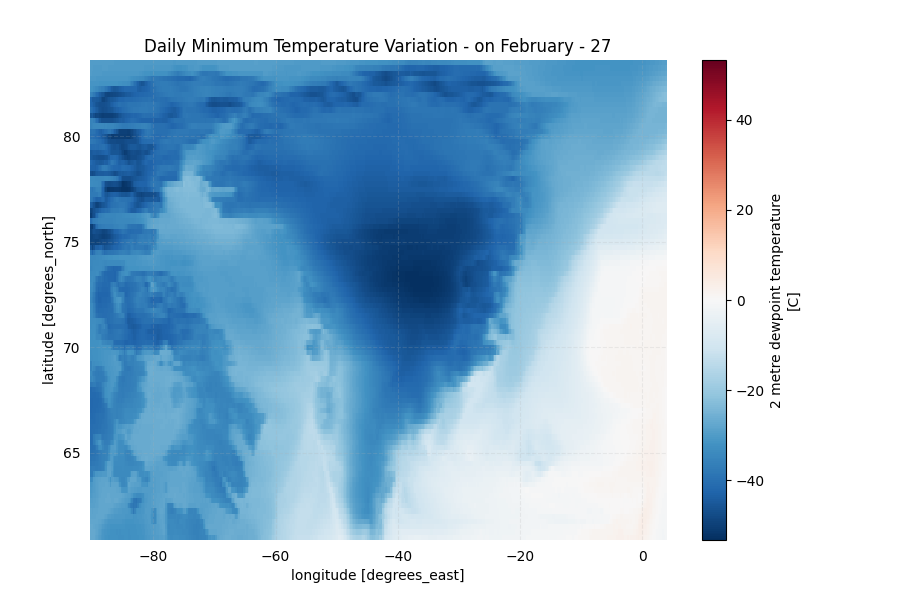 Daily Minimum Temperature Variation - on February - 27
80
75
70
65
latitude [degrees_north]
−80
−60
−40
−20
0
longitude [degrees_east]
40
20
0
−20
−40
2 metre dewpoint temperature
[C]